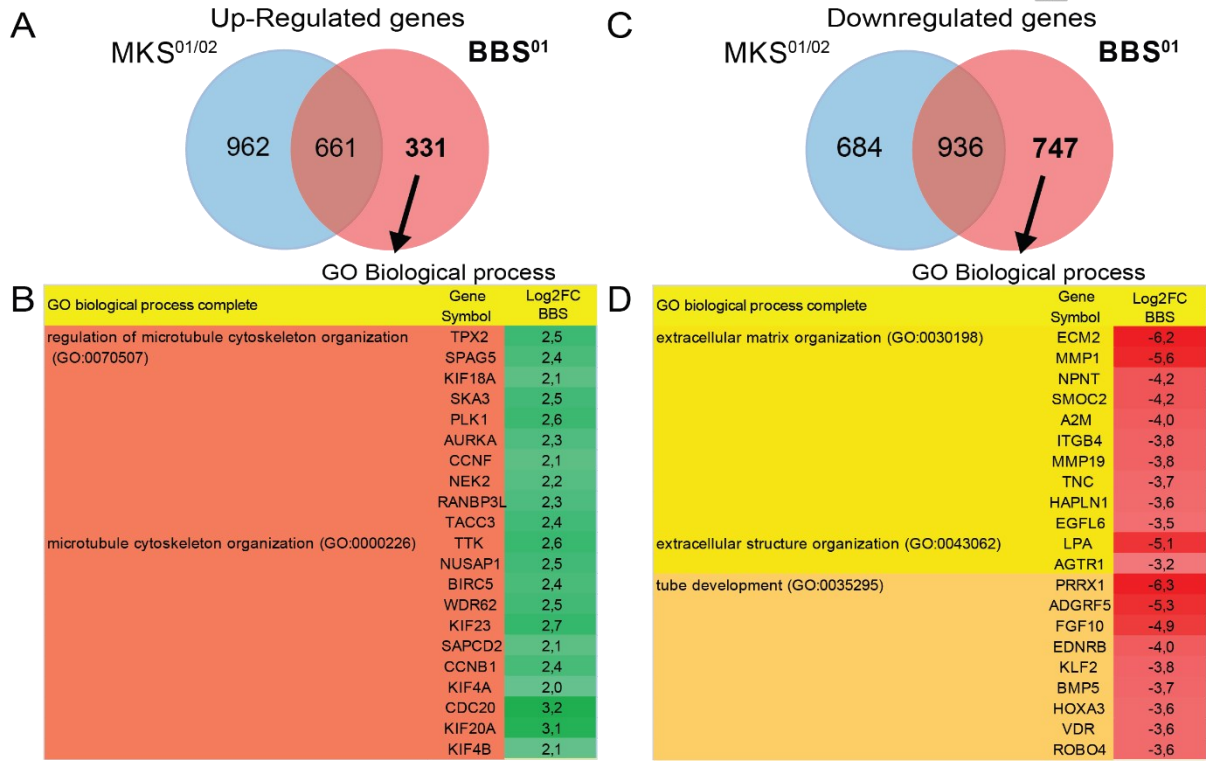 A
Up-Regulated genes
MKS01/02
BBS01
962
661
331
GO Biological process
C
Downregulated genes
MKS01/02
BBS01
684
936
747
GO Biological process
B
GO biological process complete Gene Symbol Log2FC BBS
regulation of microtubule cytoskeleton organization TPX2 2,5
(GO:0070507) SPAG5 2,4
KIF18A 2,1
SKA3 2,5
PLK1 2,6
AURKA 2,3
CCNF 2,1
NEK2 2,2
RANBP3L 2,3
TACC3 2,4
microtubule cytoskeleton organization (GO:0000226) TTK 2,6
NUSAP1 2,5
BIRC5 2,4
WDR62 2,5
KIF23 2,7
SAPCD2 2,1
CCNB1 2,4
KIF4A 2,0
CDC20 3,2
KIF20A 3,1
KIF4B 2,1
D
GO biological process complete Gene Symbol Log2FC BBS
extracellular matrix organization (GO:0030198) ECM2 -6,2
MMP1 -5,6
NPNT -4,2
SMOC2 -4,2
A2M -4,0
ITGB4 -3,8
MMP19 -3,8
TNC -3,7
HAPLN1 -3,6
EGFL6 -3,5
extracellular structure organization (GO:0043062) LPA -5,1
AGTR1 -3,2
tube development (GO:0035295) PRRX1 -6,3
ADGRF5 -5,3
FGF10 -4,9
EDNRB -4,0
KLF2 -3,8
BMP5 -3,7
HOXA3 -3,6
VDR -3,6
ROBO4 -3,6